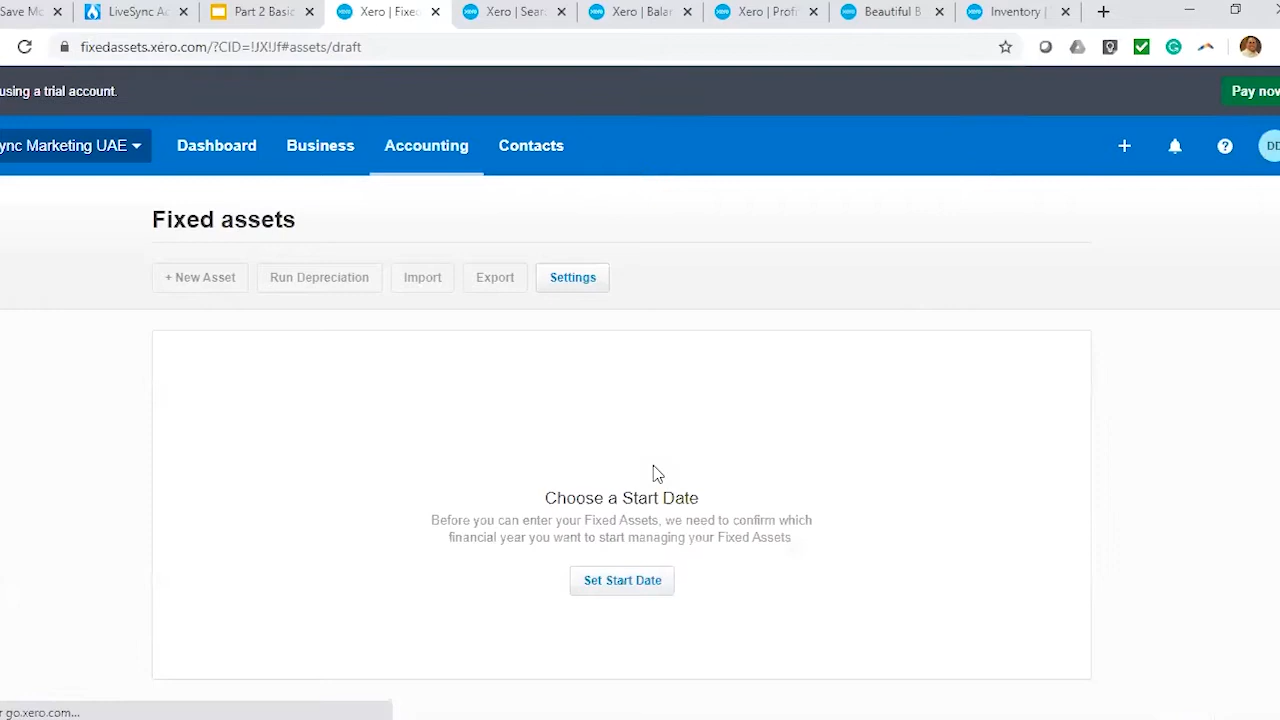 Save Mo
LiveSync Ac
Part 2 Basic
Xero | Fixed
Xero | Sear
Xero | Balar
Xero | Profi
Beautiful B
Inventory |
fixedassets.xero.com/?CID=!JX!Jf#assets/draft
using a trial account.
Pay now
ync Marketing UAE
Dashboard
Business
Accounting
Contacts
DD
Fixed assets
+ New Asset
Run Depreciation
Import
Export
Settings
Choose a Start Date
Before you can enter your Fixed Assets, we need to confirm which
financial year you want to start managing your Fixed Assets
Set Start Date
r go.xero.com...